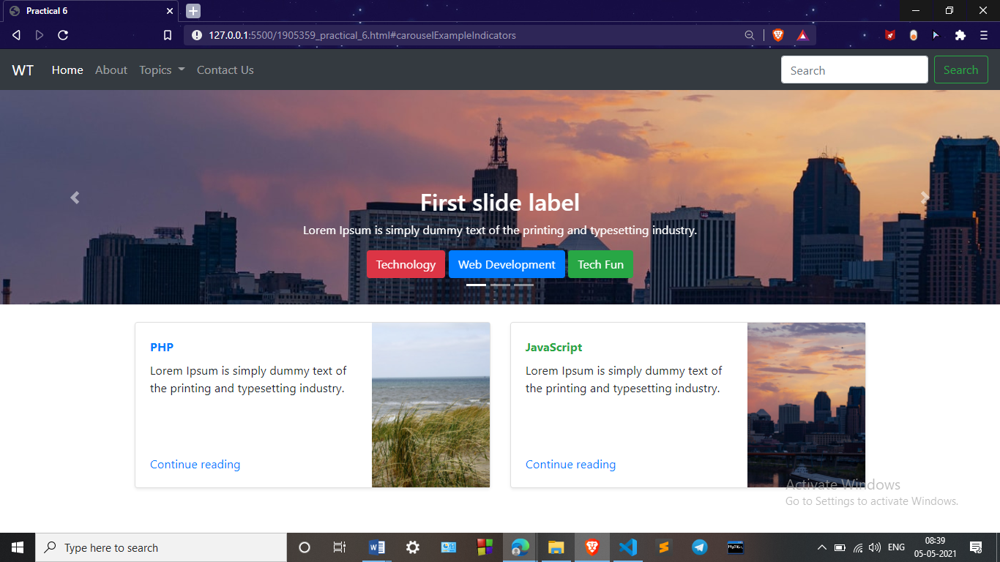 Practical 6
127.0.0.1:5500/1905359_practical_6.html#carouselExampleIndicators
WT Home About Topics Contact Us Search Search
First slide label
Lorem Ipsum is simply dummy text of the printing and typesetting industry.
Technology Web Development Tech Fun
PHP
Lorem Ipsum is simply dummy text of
the printing and typesetting industry.
Continue reading
JavaScript
Lorem Ipsum is simply dummy text of
the printing and typesetting industry.
Continue reading
Activate Windows
Go to Settings to activate Windows.
Type here to search
ENG
08:39
05-05-2021